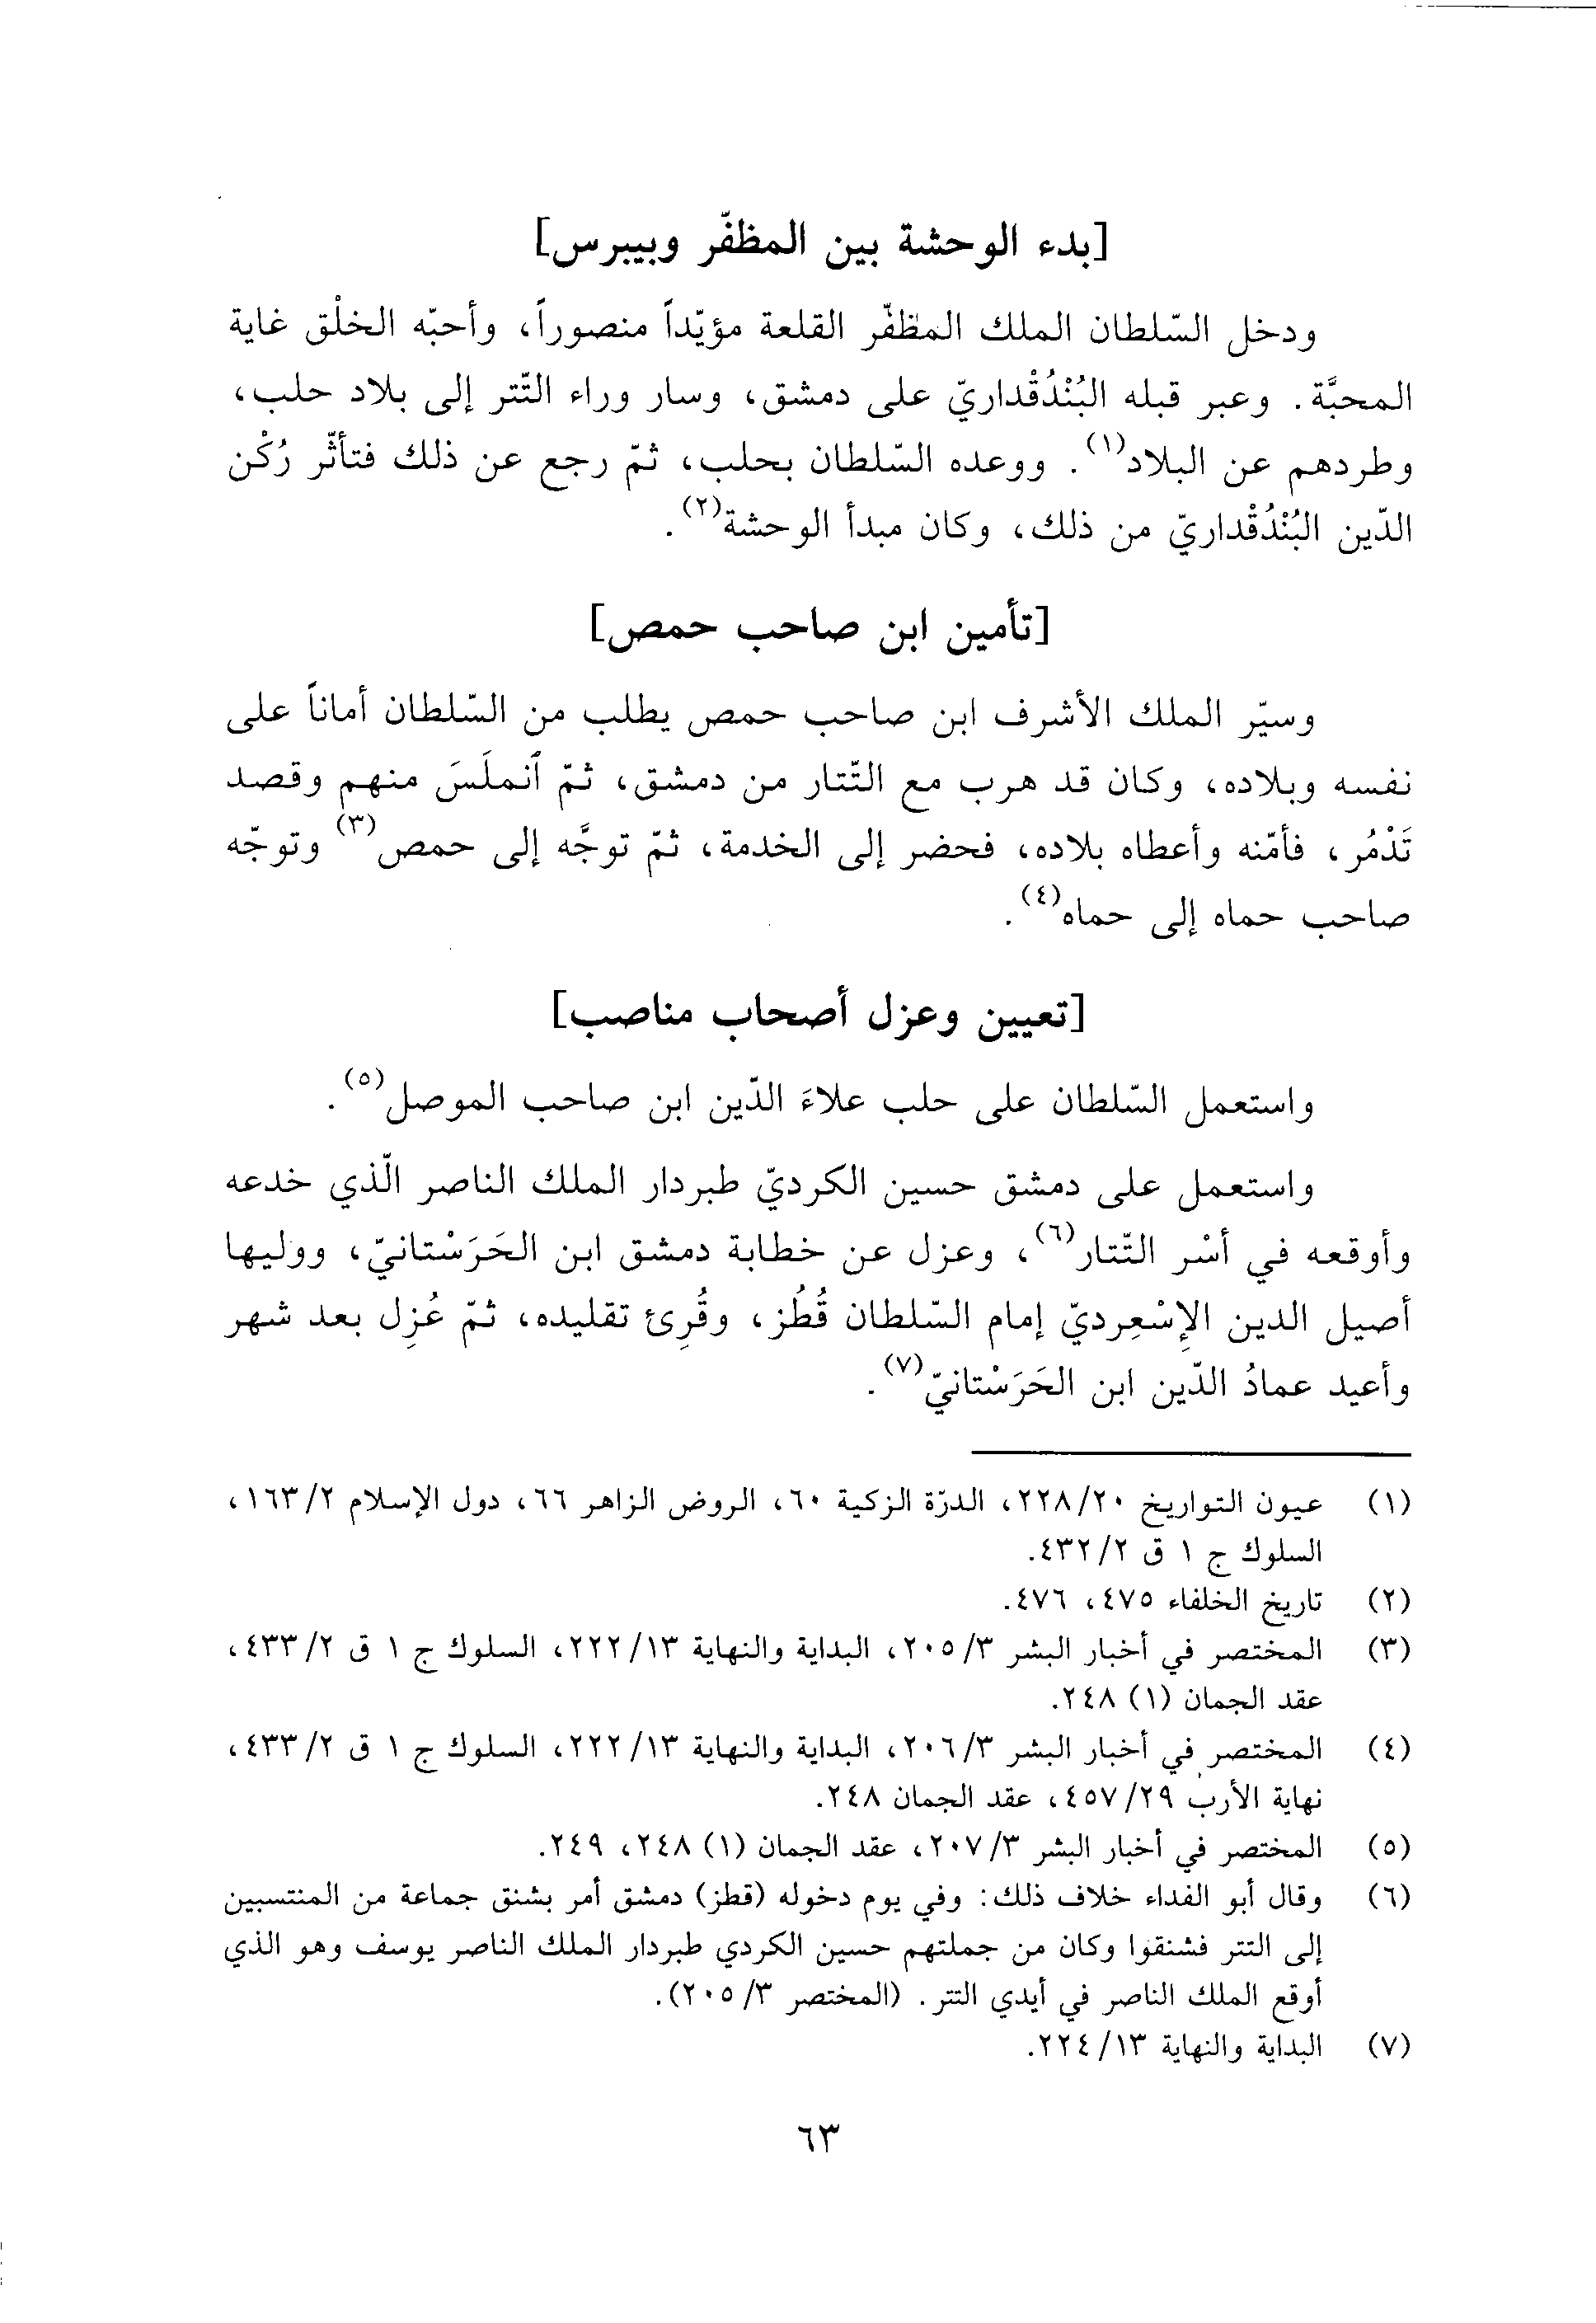 [بدء الوحشة بين المظفّر وبيبرس]
ودخل السّلطان الملك المظفّر القلعة مؤيّداً منصوراً، وأحبّه الخلْق غاية
المحبَّة. وعبر قبله البُنْدُقْداريّ على دمشق، وسار وراء التّتر إلى بلاد حلب،
وطردهم عن البلاد(١). ووعده السّلطان بحلب، ثمّ رجع عن ذلك فتأثّر رُكْن
الدّين البُنْدُقْداريّ من ذلك، وكان مبدأ الوحشة(٢).
[تأمين ابن صاحب حمص]
وسيّر الملك الأشرف ابن صاحب حمص يطلب من السّلطان أماناً على
نفسه وبلاده، وكان قد هرب مع التّتار من دمشق، ثمّ ٱنملَسَ منهم وقصد
تَدْمُر، فأمّنه وأعطاه بلاده، فحضر إلى الخدمة، ثمّ توجَّه إلى حمص(٣) وتوجّه
صاحب حماه إلى حماه(٤).
[تعيين وعزل أصحاب مناصب]
واستعمل السّلطان على حلب علاءَ الدّين ابن صاحب الموصل(٥).
واستعمل على دمشق حسين الكرديّ طبردار الملك الناصر الّذي خدعه
وأوقعه في أسْر التّتار(٦)، وعزل عن خطابة دمشق ابن الحَرَسْتانيّ، ووليها
أصيل الدين الإسْعِرديّ إمام السّلطان قُطُز، وقُرِئ تقليده، ثمّ عُزِل بعد شهر
وأعيد عمادُ الدّين ابن الحَرَسْتانيّ(٧).
(١) عيون التواريخ ٢٢٨/٢٠، الدرّة الزكية ٦٠، الروض الزاهر ٦٦، دول الإسلام ١٦٣/٢،
السلوك ج ١ ق ٤٣٢/٢.
(٢) تاريخ الخلفاء ٤٧٥، ٤٧٦.
(٣) المختصر في أخبار البشر ٢٠٥/٣، البداية والنهاية ٢٢٢/١٣، السلوك ج ١ ق ٤٣٣/٢،
عقد الجمان (١) ٢٤٨.
(٤) المختصر في أخبار البشر ٢٠٦/٣، البداية والنهاية ٢٢٢/١٣، السلوك ج ١ ق ٤٣٣/٢،
نهاية الأرب ٤٥٧/٢٩، عقد الجمان ٢٤٨.
(٥) المختصر في أخبار البشر ٢٠٧/٣، عقد الجمان (١) ٢٤٨، ٢٤٩.
(٦) وقال أبو الفداء خلاف ذلك: وفي يوم دخوله (قطز) دمشق أمر بشنق جماعة من المنتسبين
إلى التتر فشنقوا وكان من جملتهم حسين الكردي طبردار الملك الناصر يوسف وهو الذي
أوقع الملك الناصر في أيدي التتر. (المختصر ٢٠٥/٣).
(٧) البداية والنهاية ٢٢٤/١٣.
٦٣